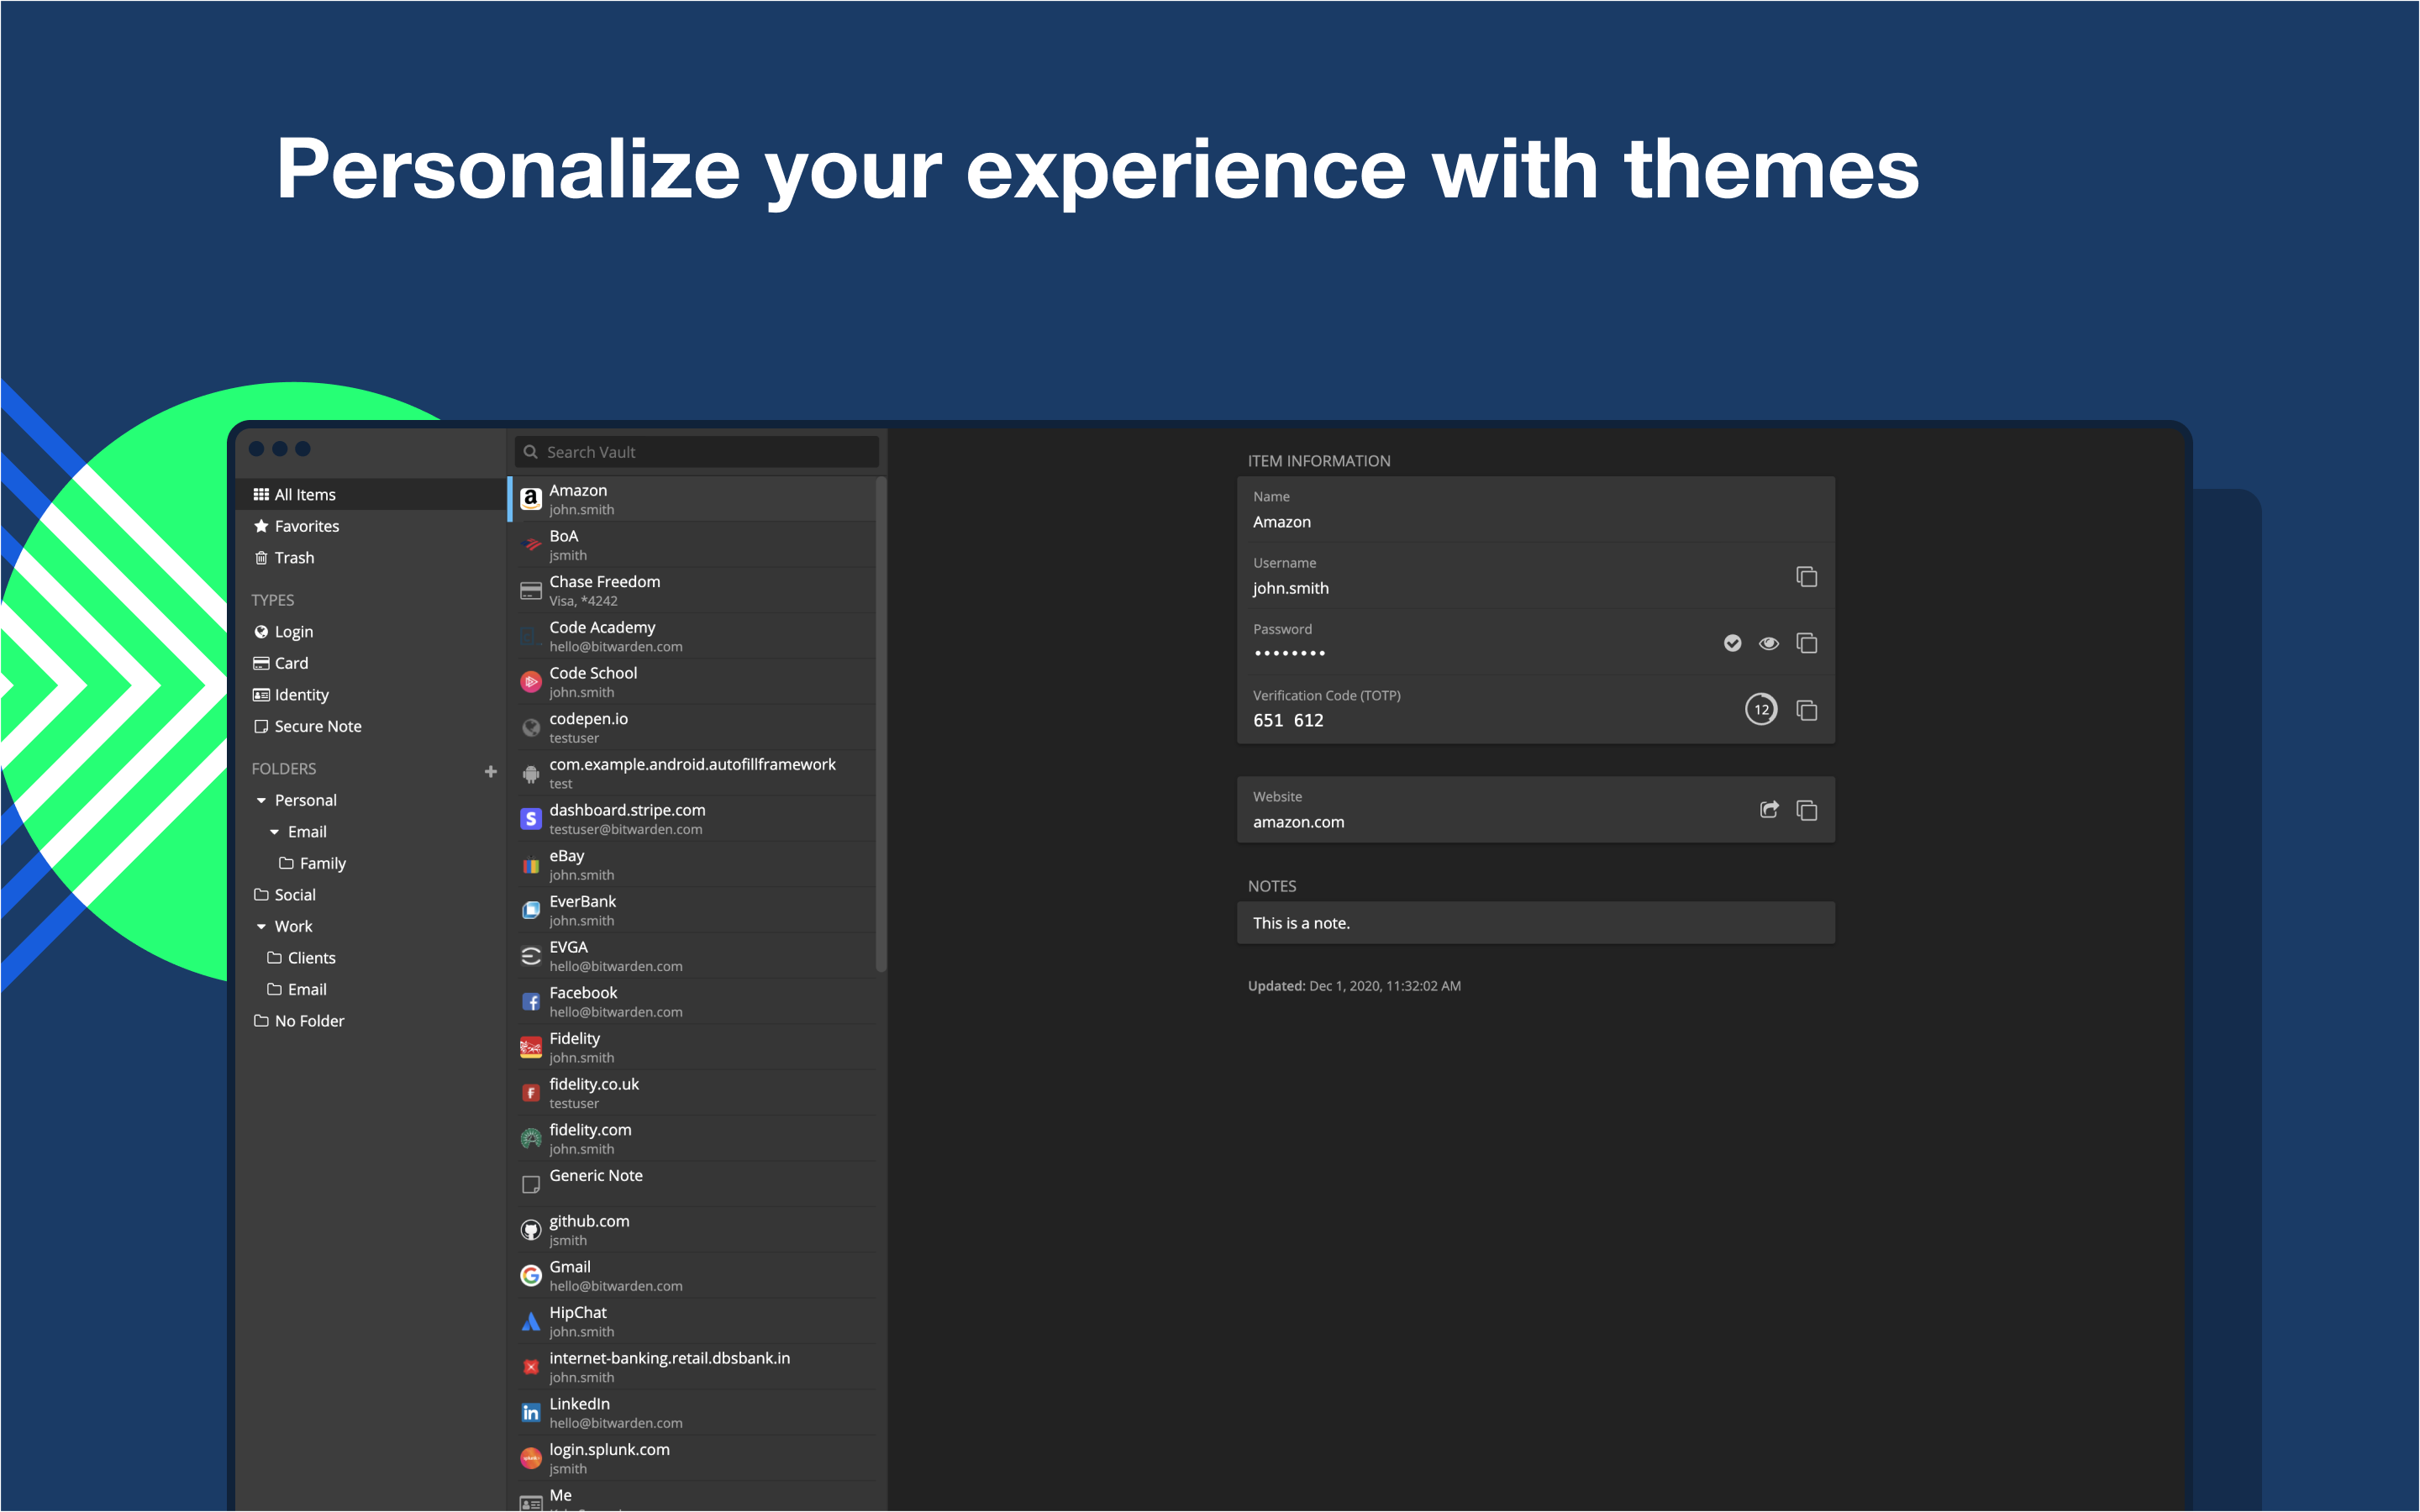 Personalize your experience with themes
Search Vault
All Items
Favorites
Trash
TYPES
Login
Card
Identity
Secure Note
FOLDERS
Personal
Email
Family
Social
Work
Clients
Email
No Folder
Amazon
john.smith
BoA
jsmith
Chase Freedom
Visa, *4242
Code Academy
hello@bitwarden.com
Code School
john.smith
codepen.io
testuser
com.example.android.autofillframework
test
dashboard.stripe.com
testuser@bitwarden.com
eBay
john.smith
EverBank
john.smith
EVGA
hello@bitwarden.com
Facebook
hello@bitwarden.com
Fidelity
john.smith
fidelity.co.uk
testuser
fidelity.com
john.smith
Generic Note
github.com
jsmith
Gmail
hello@bitwarden.com
HipChat
john.smith
internet-banking.retail.dbsbank.in
john.smith
LinkedIn
hello@bitwarden.com
login.splunk.com
jsmith
Me
ITEM INFORMATION
Name
Amazon
Username
john.smith
Password
••••••••
Verification Code (TOTP)
651 612
12
Website
amazon.com
NOTES
This is a note.
Updated: Dec 1, 2020, 11:32:02 AM